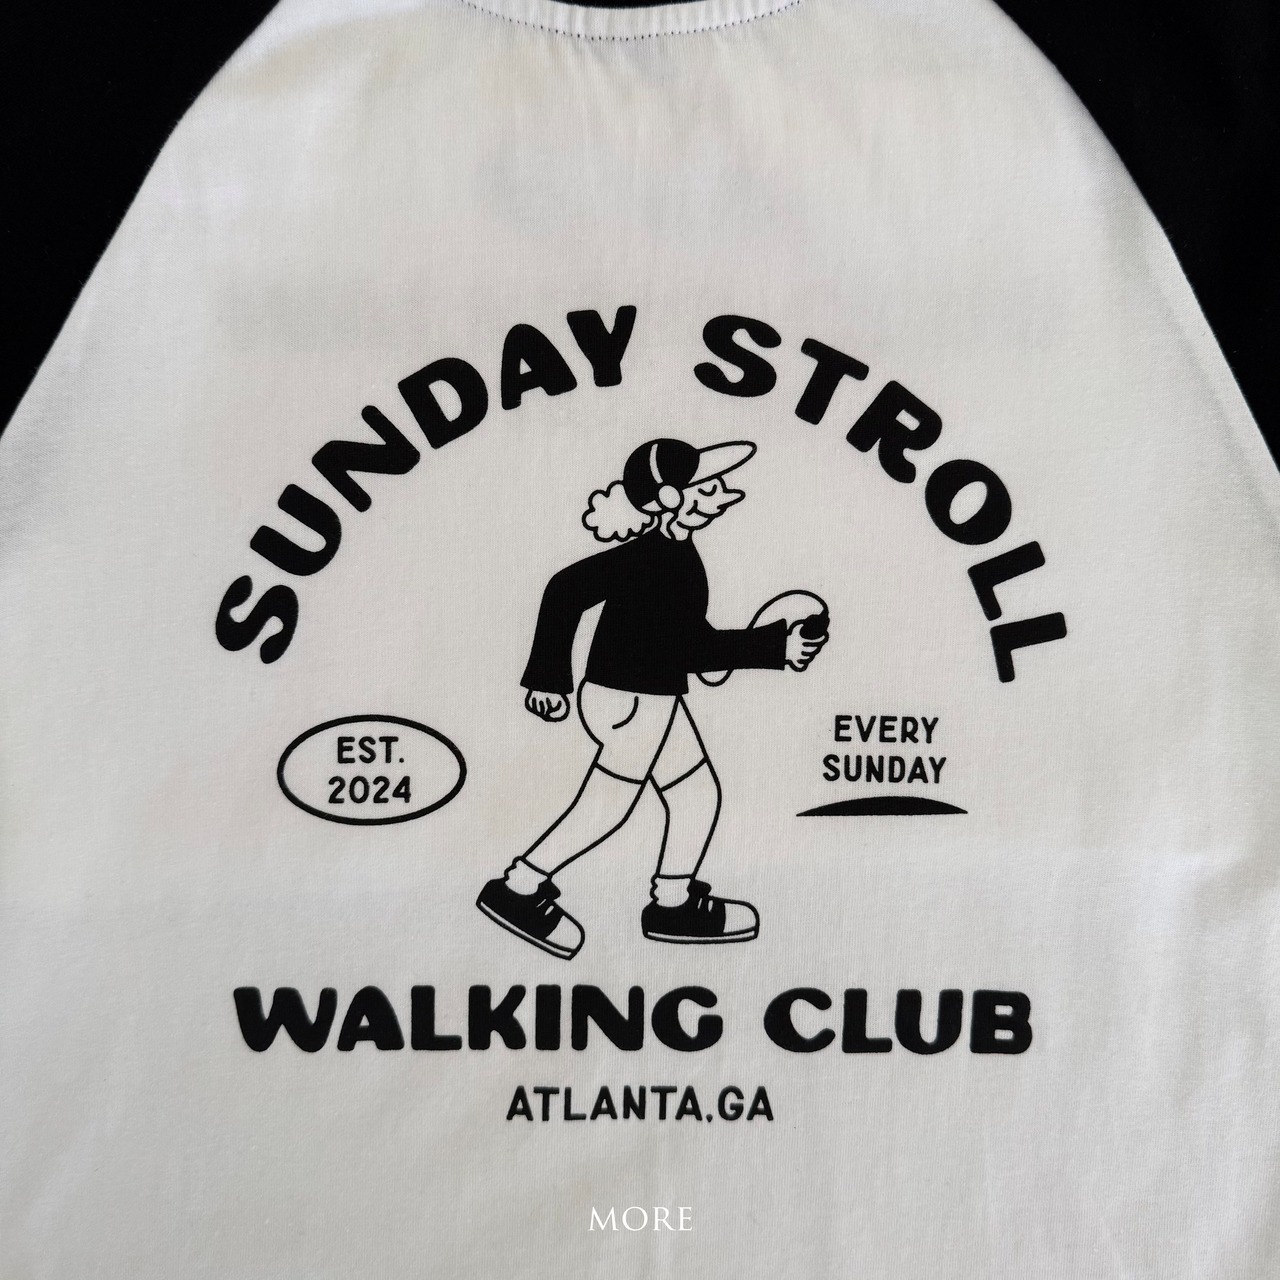 SUNDAY STROLL
EST.
2024
EVERY
SUNDAY
WALKING CLUB
ATLANTA,GA
MORE